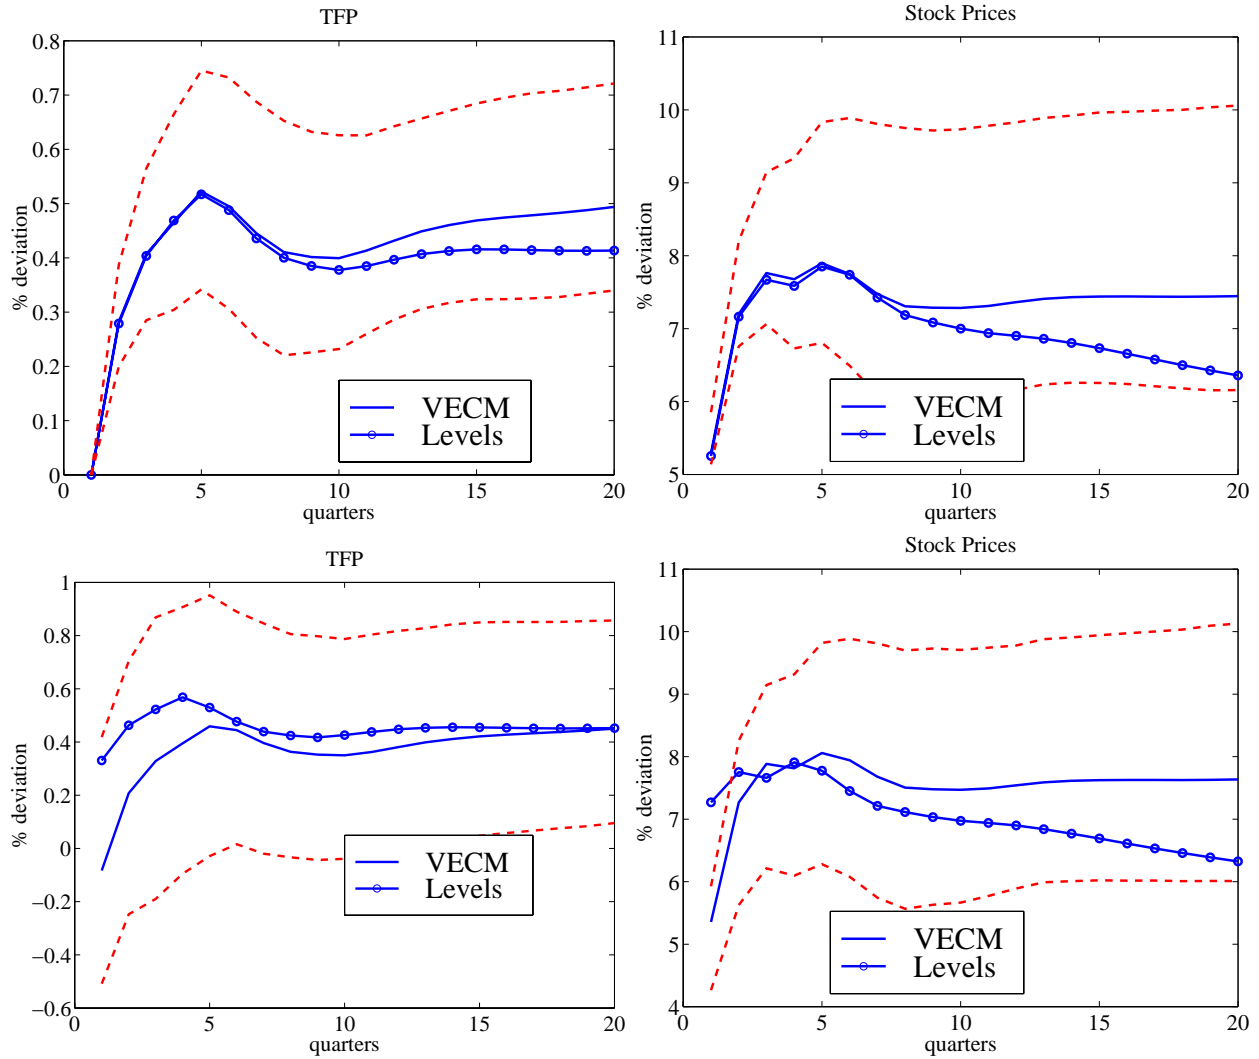 TFP
0.8
0.7
0.6
0.5
0.4
0.3
0.2
0.1
0
% deviation
VECM
Levels
0 5 10 15 20
quarters
Stock Prices
11
10
9
8
7
6
5
% deviation
VECM
Levels
0 5 10 15 20
quarters
TFP
1
0.8
0.6
0.4
0.2
0
−0.2
−0.4
−0.6
% deviation
VECM
Levels
0 5 10 15 20
quarters
Stock Prices
11
10
9
8
7
6
5
4
% deviation
VECM
Levels
0 5 10 15 20
quarters